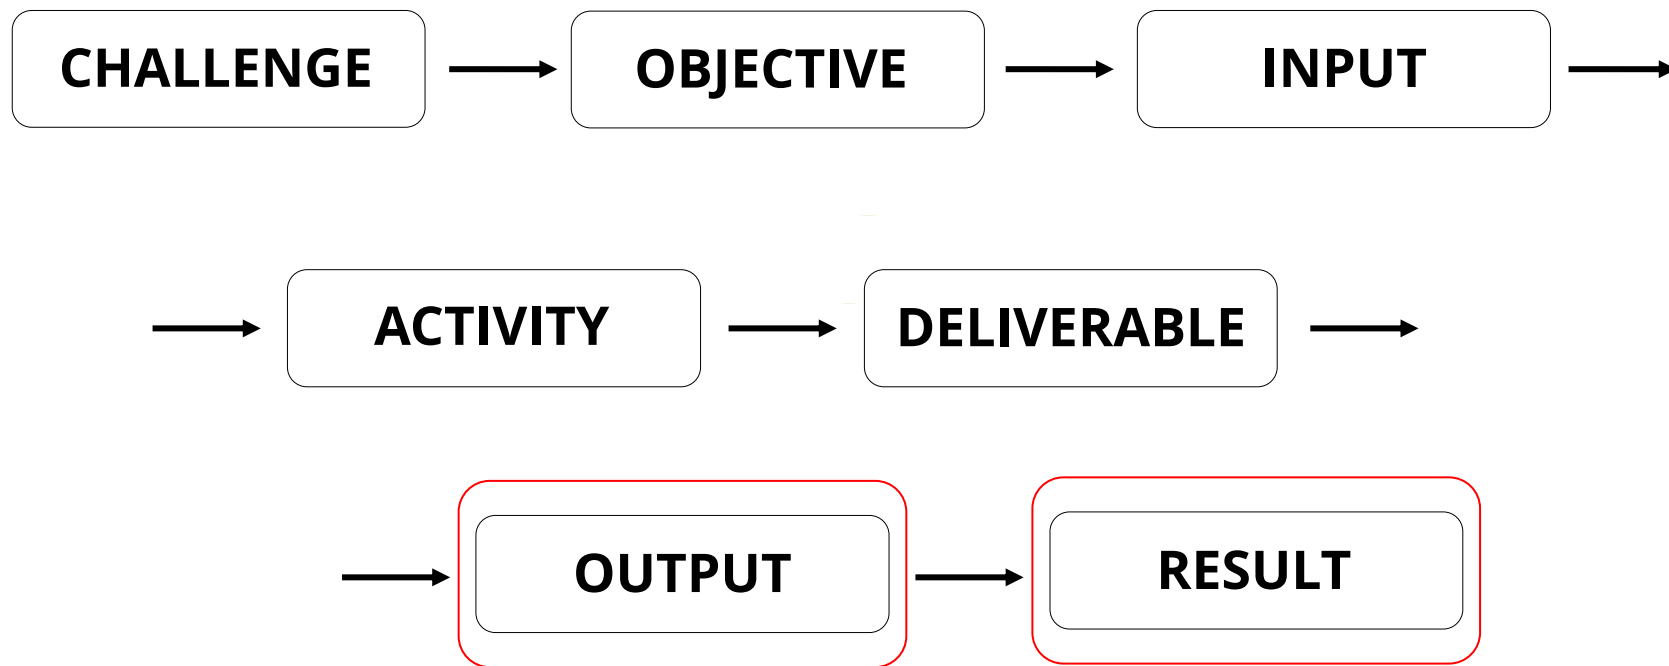 CHALLENGE
OBJECTIVE
INPUT
ACTIVITY
DELIVERABLE
OUTPUT
RESULT